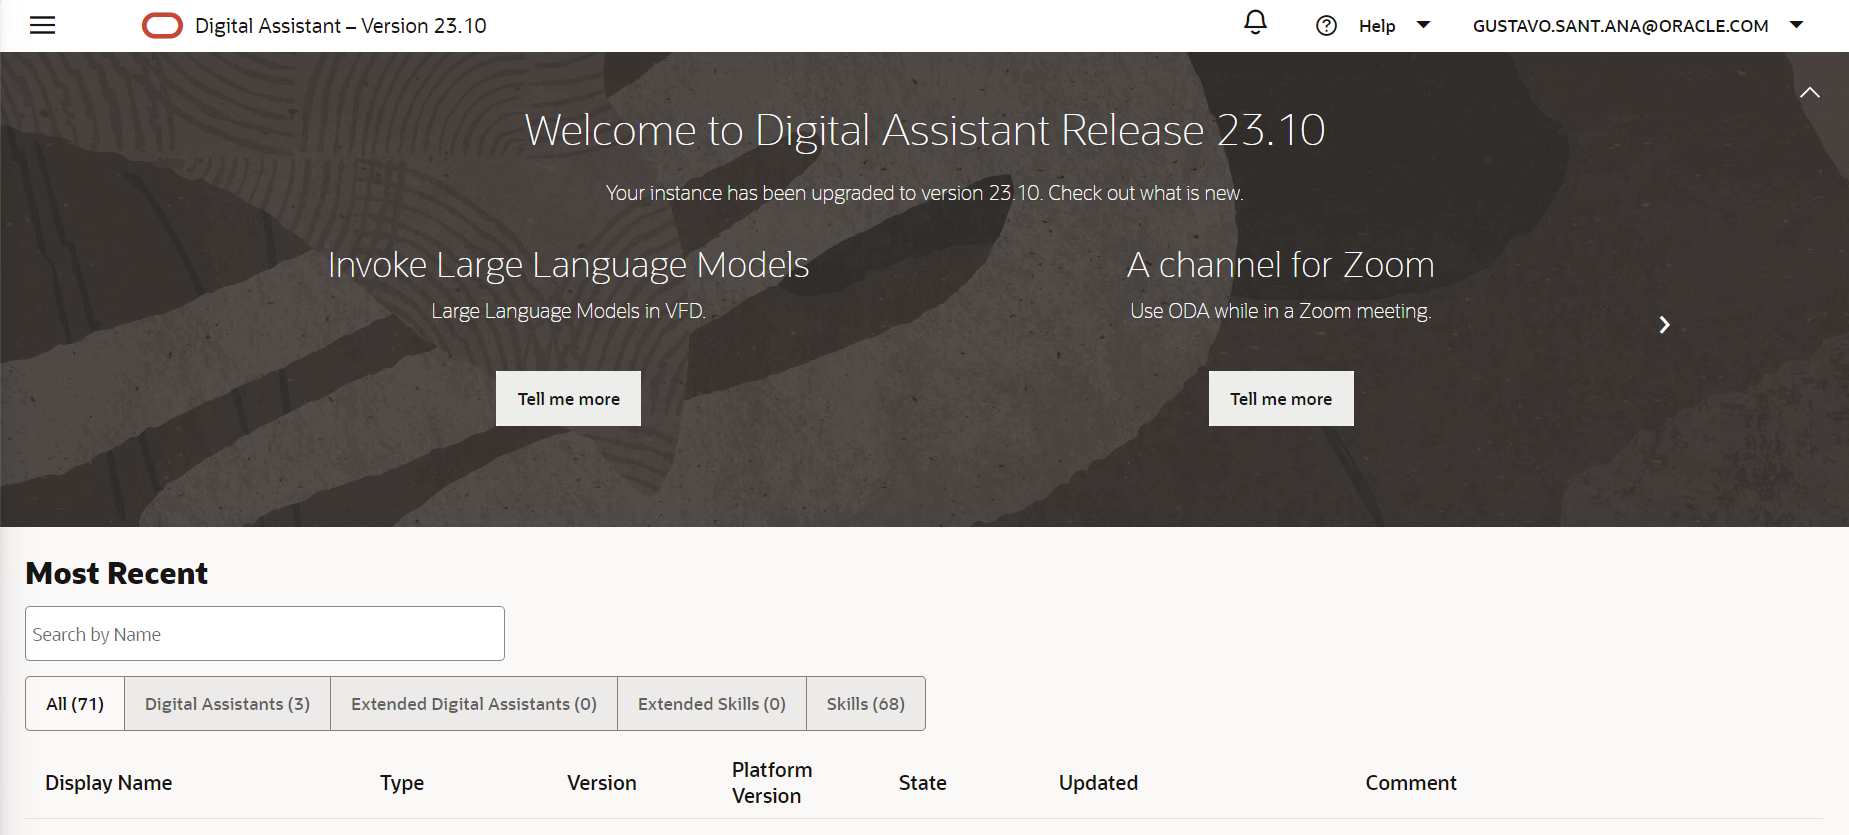 Digital Assistant – Version 23.10
Help
GUSTAVO.SANT.ANA@ORACLE.COM
Welcome to Digital Assistant Release 23.10
Your instance has been upgraded to version 23.10. Check out what is new.
Invoke Large Language Models
Large Language Models in VFD.
Tell me more
A channel for Zoom
Use ODA while in a Zoom meeting.
Tell me more
Most Recent
Search by Name
All (71)
Digital Assistants (3)
Extended Digital Assistants (0)
Extended Skills (0)
Skills (68)
Display Name
Type
Version
Platform
Version
State
Updated
Comment